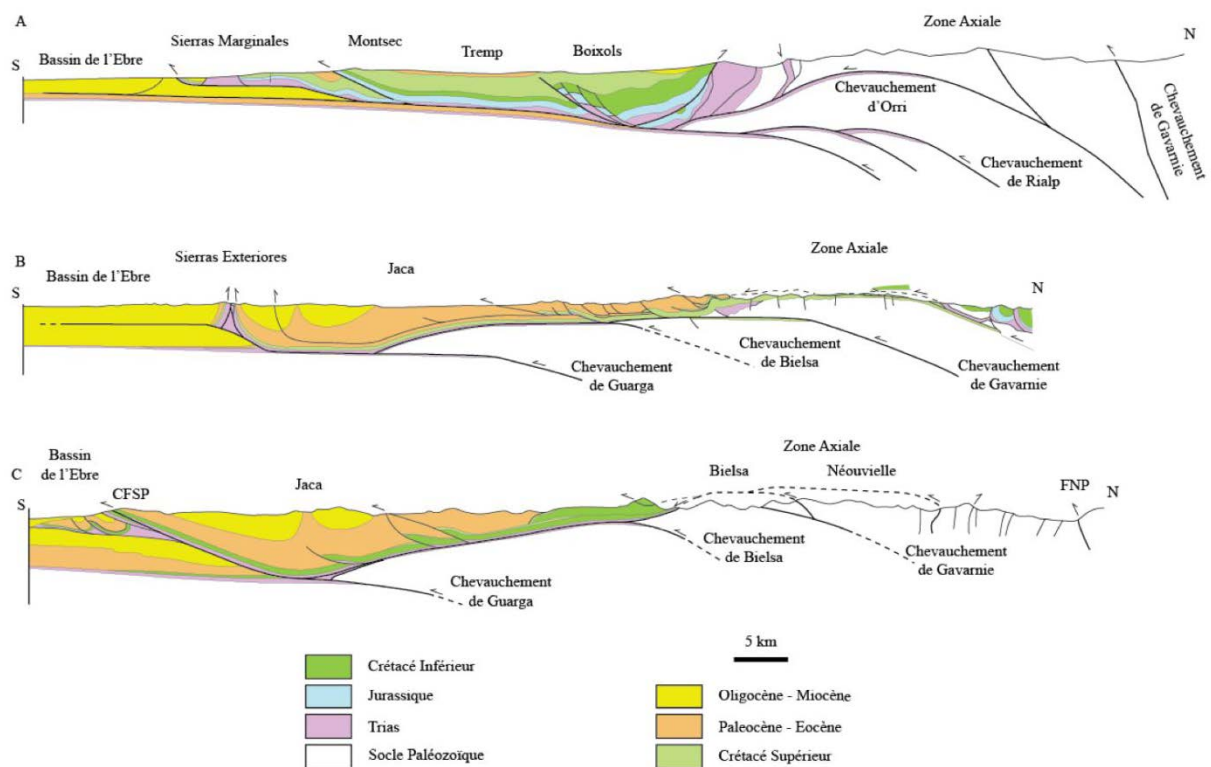 A
Zone Axiale
N
Sierras Marginales
Montsec
Tremp
Boixols
Bassin de l'Ebre
S
Chevauchement
d'Orri
Chevauchement
de Rialp
Chevauchement
de Gavarnie
B
Sierras Exteriores
Zone Axiale
Bassin de l'Ebre
Jaca
S
N
Chevauchement
de Guarga
Chevauchement
de Bielsa
Chevauchement
de Gavarnie
Zone Axiale
C
Bassin
de l'Ebre
CFSP
Jaca
Bielsa
Néouvielle
FNP
S
N
Chevauchement
de Guarga
Chevauchement
de Bielsa
Chevauchement
de Gavarnie
5 km
Crétacé Inférieur
Jurassique
Trias
Socle Paléozoïque
Oligocène - Miocène
Paleocène - Eocène
Crétacé Supérieur